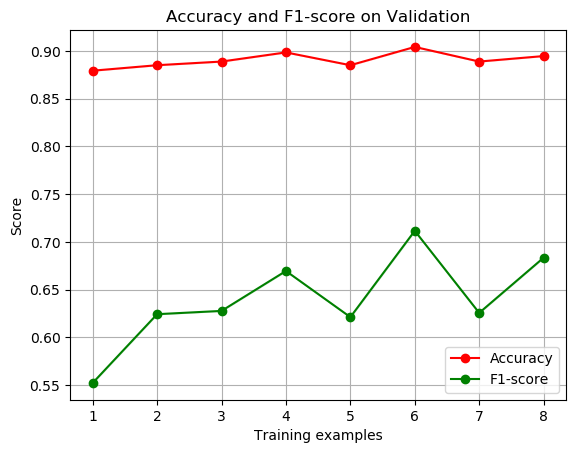 Accuracy and F1-score on Validation
0.90
0.85
0.80
0.75
0.70
0.65
0.60
0.55
Score
1 2 3 4 5 6 7 8
Training examples
Accuracy
F1-score